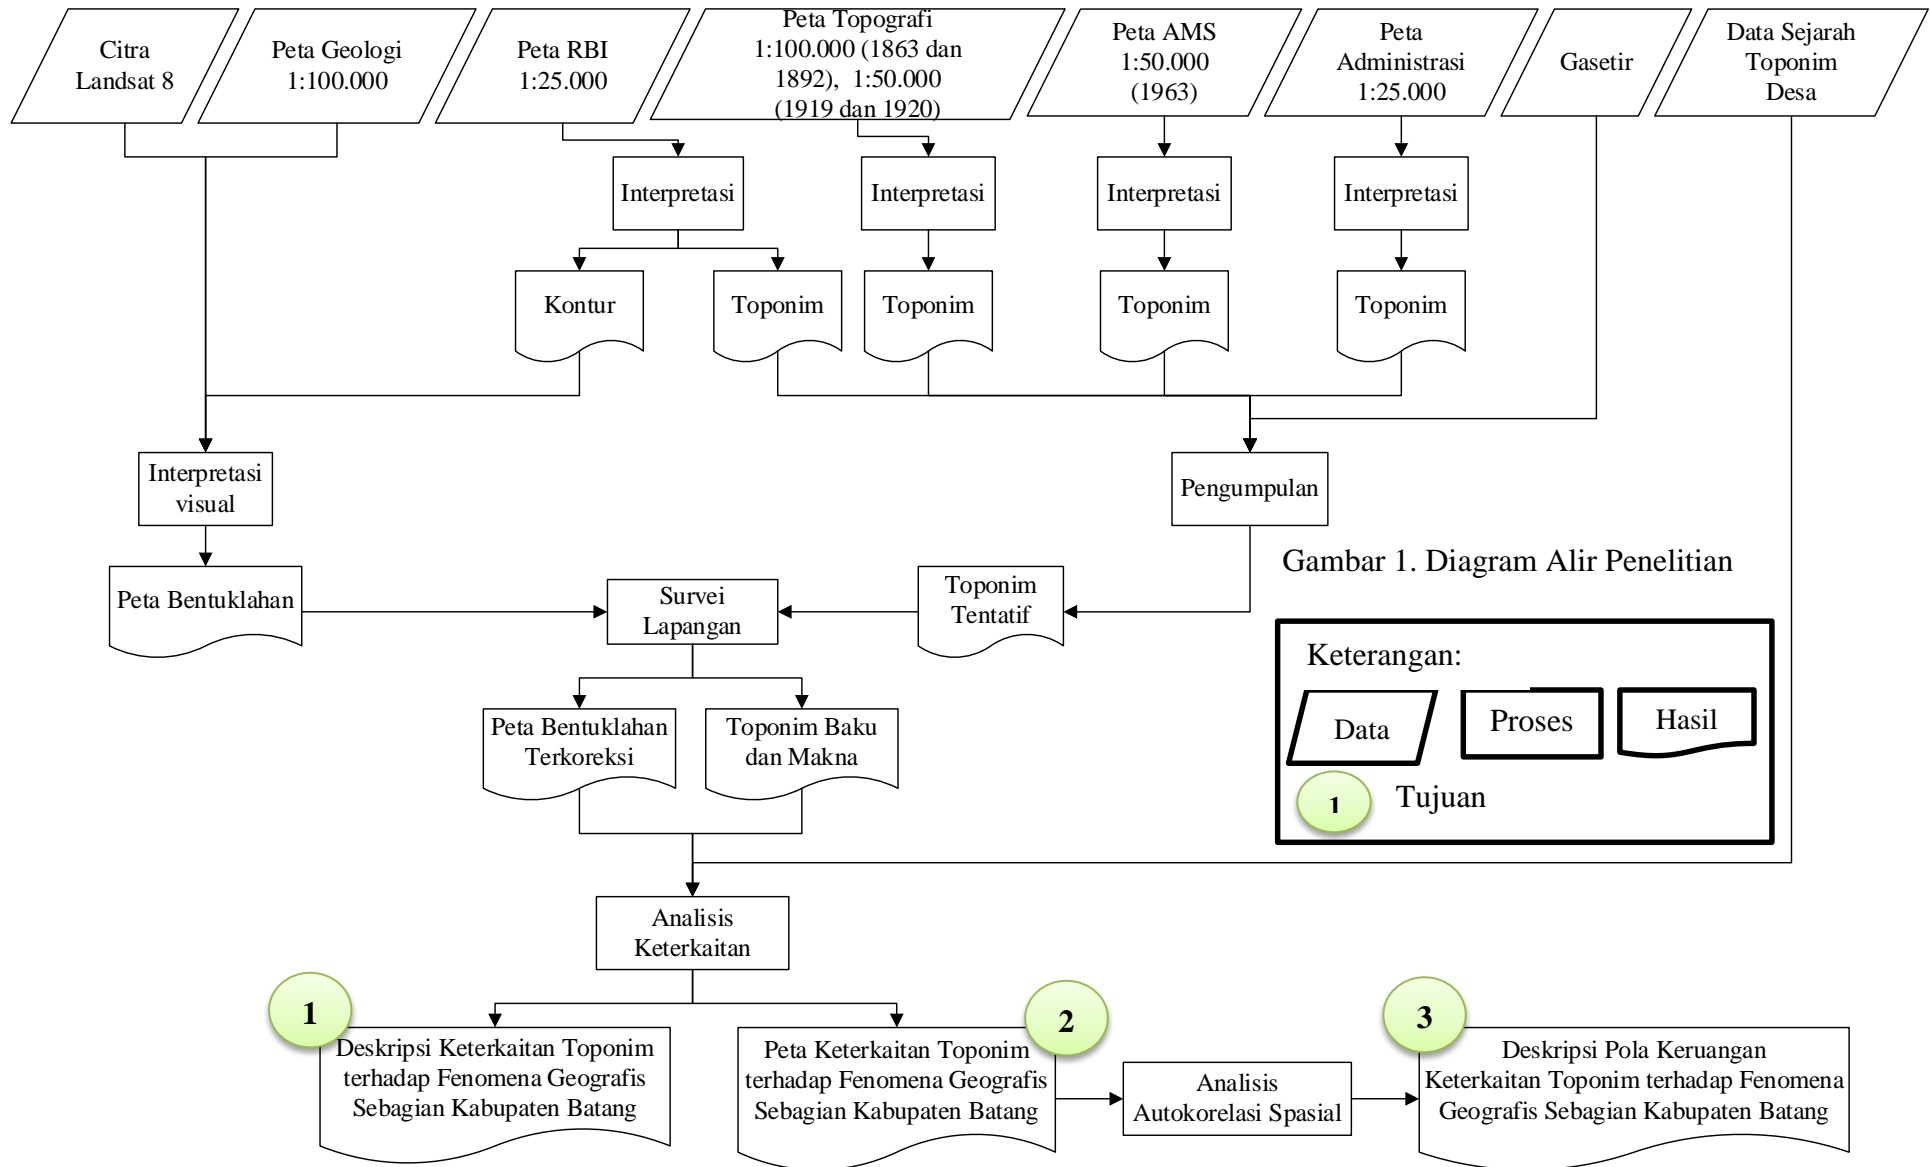 Citra
Landsat 8
Peta Geologi
1:100.000
Peta RBI
1:25.000
Peta Topografi
1:100.000 (1863 dan
1892),  1:50.000
(1919 dan 1920)
Peta AMS
1:50.000
(1963)
Peta
Administrasi
1:25.000
Gasetir
Data Sejarah
Toponim
Desa
Interpretasi
Interpretasi
Interpretasi
Interpretasi
Kontur
Toponim
Toponim
Toponim
Toponim
Interpretasi
visual
Pengumpulan
Gambar 1. Diagram Alir Penelitian
Peta Bentuklahan
Survei
Lapangan
Toponim
Tentatif
Keterangan:
Data
Proses
Hasil
1
Tujuan
Peta Bentuklahan
Terkoreksi
Toponim Baku
dan Makna
Analisis
Keterkaitan
1
Deskripsi Keterkaitan Toponim
terhadap Fenomena Geografis
Sebagian Kabupaten Batang
2
Peta Keterkaitan Toponim
terhadap Fenomena Geografis
Sebagian Kabupaten Batang
Analisis
Autokorelasi Spasial
3
Deskripsi Pola Keruangan
Keterkaitan Toponim terhadap Fenomena
Geografis Sebagian Kabupaten Batang